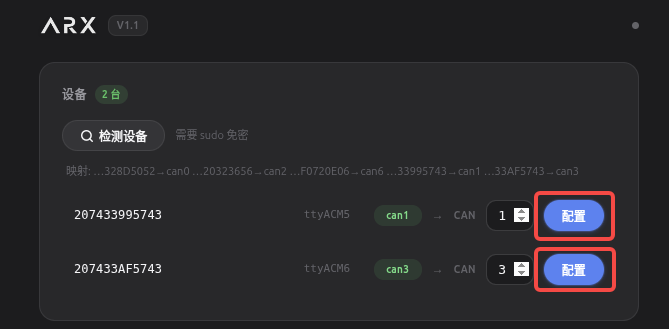 ARX V1.1
设备 2 台
检测设备 需要 sudo 免密
映射: …328D5052→can0 …20323656→can2 …F0720E06→can6 …33995743→can1 …33AF5743→can3
207433995743 ttyACM5 can1 → CAN 1 配置
207433AF5743 ttyACM6 can3 → CAN 3 配置